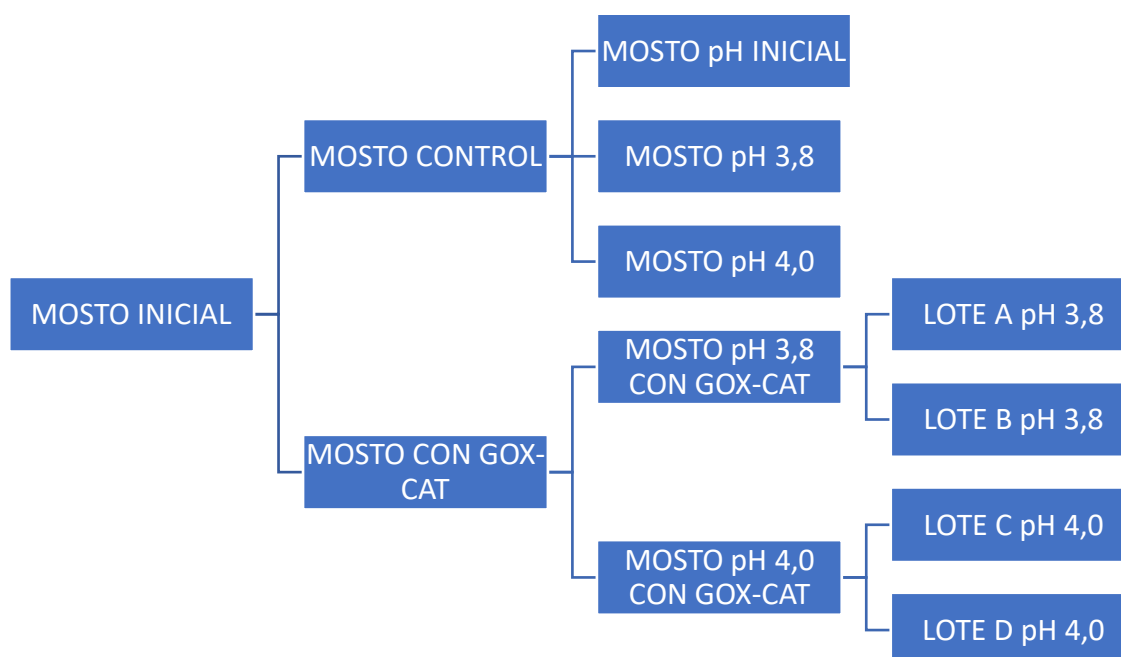 MOSTO INICIAL
MOSTO CONTROL
MOSTO pH INICIAL
MOSTO pH 3,8
MOSTO pH 4,0
MOSTO CON GOX-
CAT
MOSTO pH 3,8
CON GOX-CAT
LOTE A pH 3,8
LOTE B pH 3,8
MOSTO pH 4,0
CON GOX-CAT
LOTE C pH 4,0
LOTE D pH 4,0